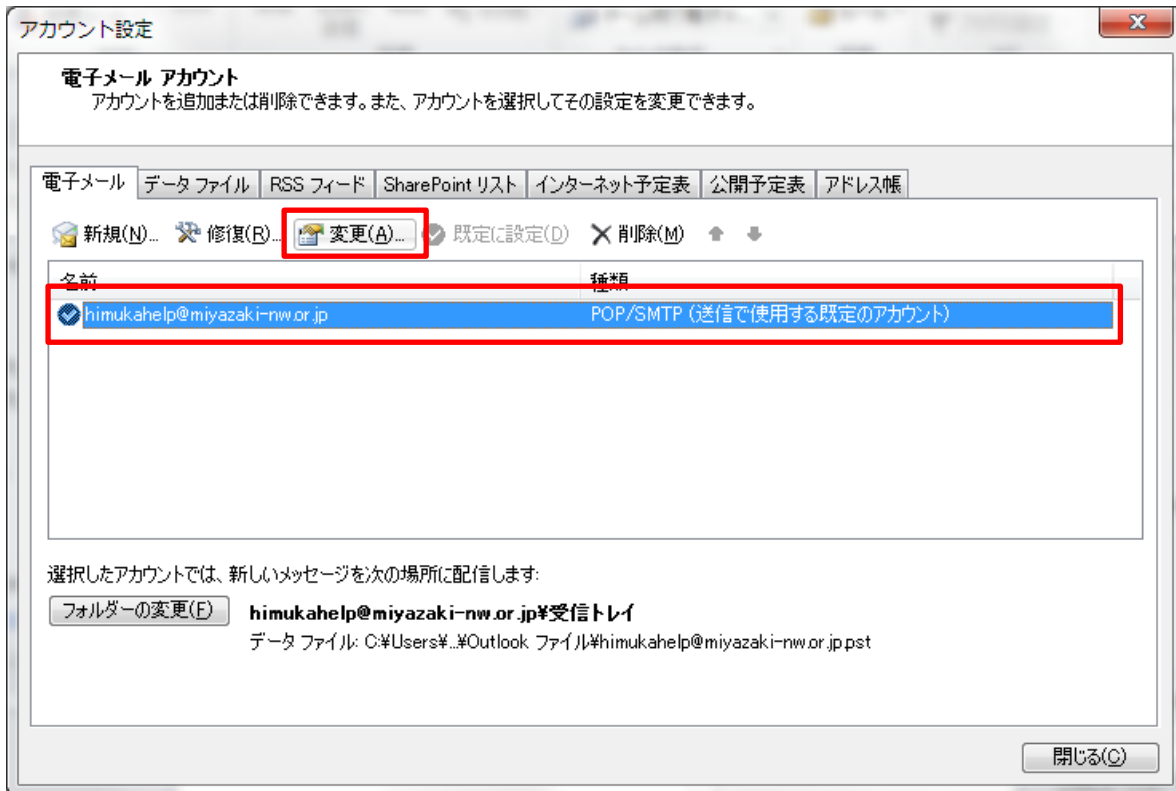 アカウント設定
電子メール アカウント
アカウントを追加または削除できます。また、アカウントを選択してその設定を変更できます。
電子メール データ ファイル RSS フィード SharePoint リスト インターネット予定表 公開予定表 アドレス帳
新規(N)... 修復(R)... 変更(A)... 既定に設定(D) 削除(M)
名前 種類
himukahelp@miyazaki-nw.or.jp POP/SMTP (送信で使用する既定のアカウント)
選択したアカウントでは、新しいメッセージを次の場所に配信します:
フォルダーの変更(F) himukahelp@miyazaki-nw.or.jp¥受信トレイ
データ ファイル: C:¥Users¥...¥Outlook ファイル¥himukahelp@miyazaki-nw.or.jp.pst
閉じる(C)